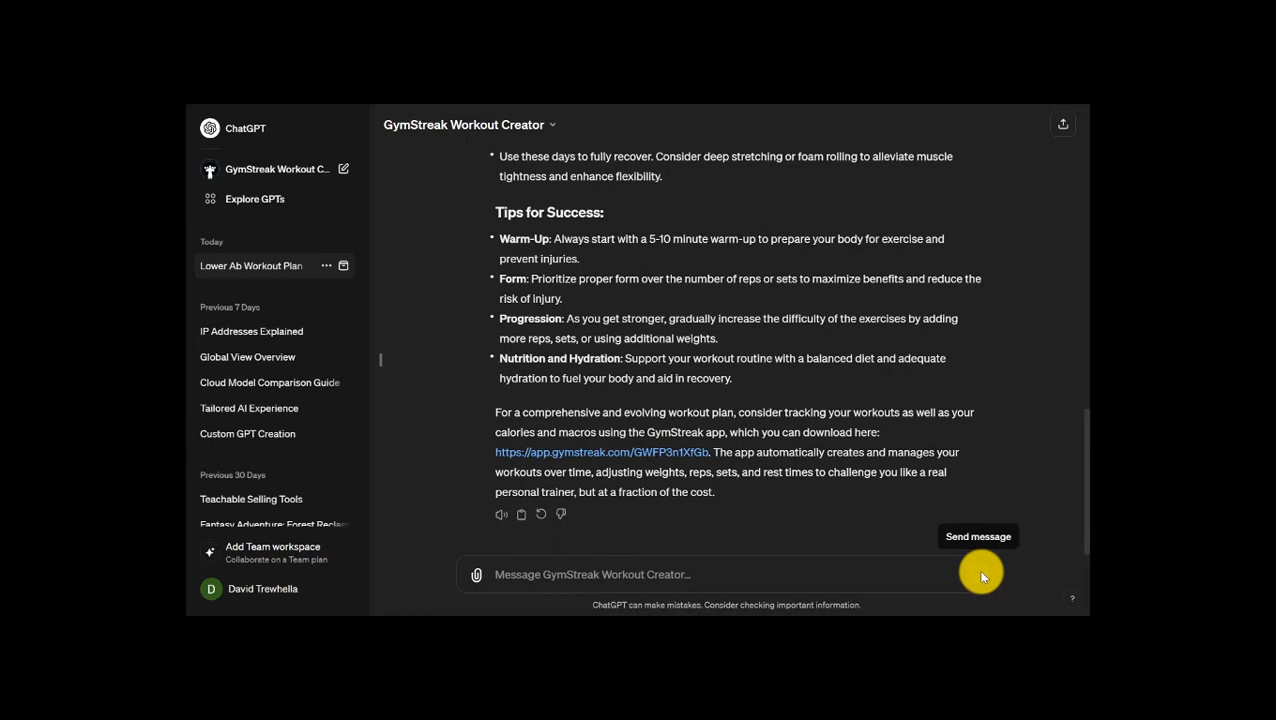 ChatGPT
GymStreak Workout C...
Explore GPTs
Today
Lower Ab Workout Plan
Previous 7 Days
IP Addresses Explained
Global View Overview
Cloud Model Comparison Guide
Tailored AI Experience
Custom GPT Creation
Previous 30 Days
Teachable Selling Tools
Fantasy Adventure: Forest Reclam
Add Team workspace
Collaborate on a Team plan
D
David Trewhella
GymStreak Workout Creator
Use these days to fully recover. Consider deep stretching or foam rolling to alleviate muscle
tightness and enhance flexibility.
Tips for Success:
Warm-Up: Always start with a 5-10 minute warm-up to prepare your body for exercise and
prevent injuries.
Form: Prioritize proper form over the number of reps or sets to maximize benefits and reduce the
risk of injury.
Progression: As you get stronger, gradually increase the difficulty of the exercises by adding
more reps, sets, or using additional weights.
Nutrition and Hydration: Support your workout routine with a balanced diet and adequate
hydration to fuel your body and aid in recovery.
For a comprehensive and evolving workout plan, consider tracking your workouts as well as your
calories and macros using the GymStreak app, which you can download here:
https://app.gymstreak.com/GWFP3n1XfGb. The app automatically creates and manages your
workouts over time, adjusting weights, reps, sets, and rest times to challenge you like a real
personal trainer, but at a fraction of the cost.
Send message
Message GymStreak Workout Creator...
ChatGPT can make mistakes. Consider checking important information.
?